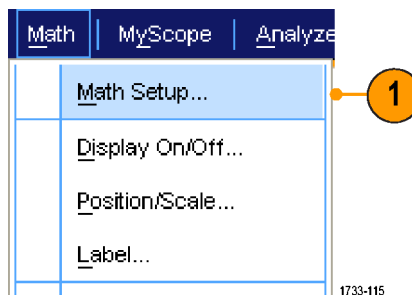 Math | MyScope | Analyze
Math Setup...
1
Display On/Off...
Position/Scale...
Label...
1733-115